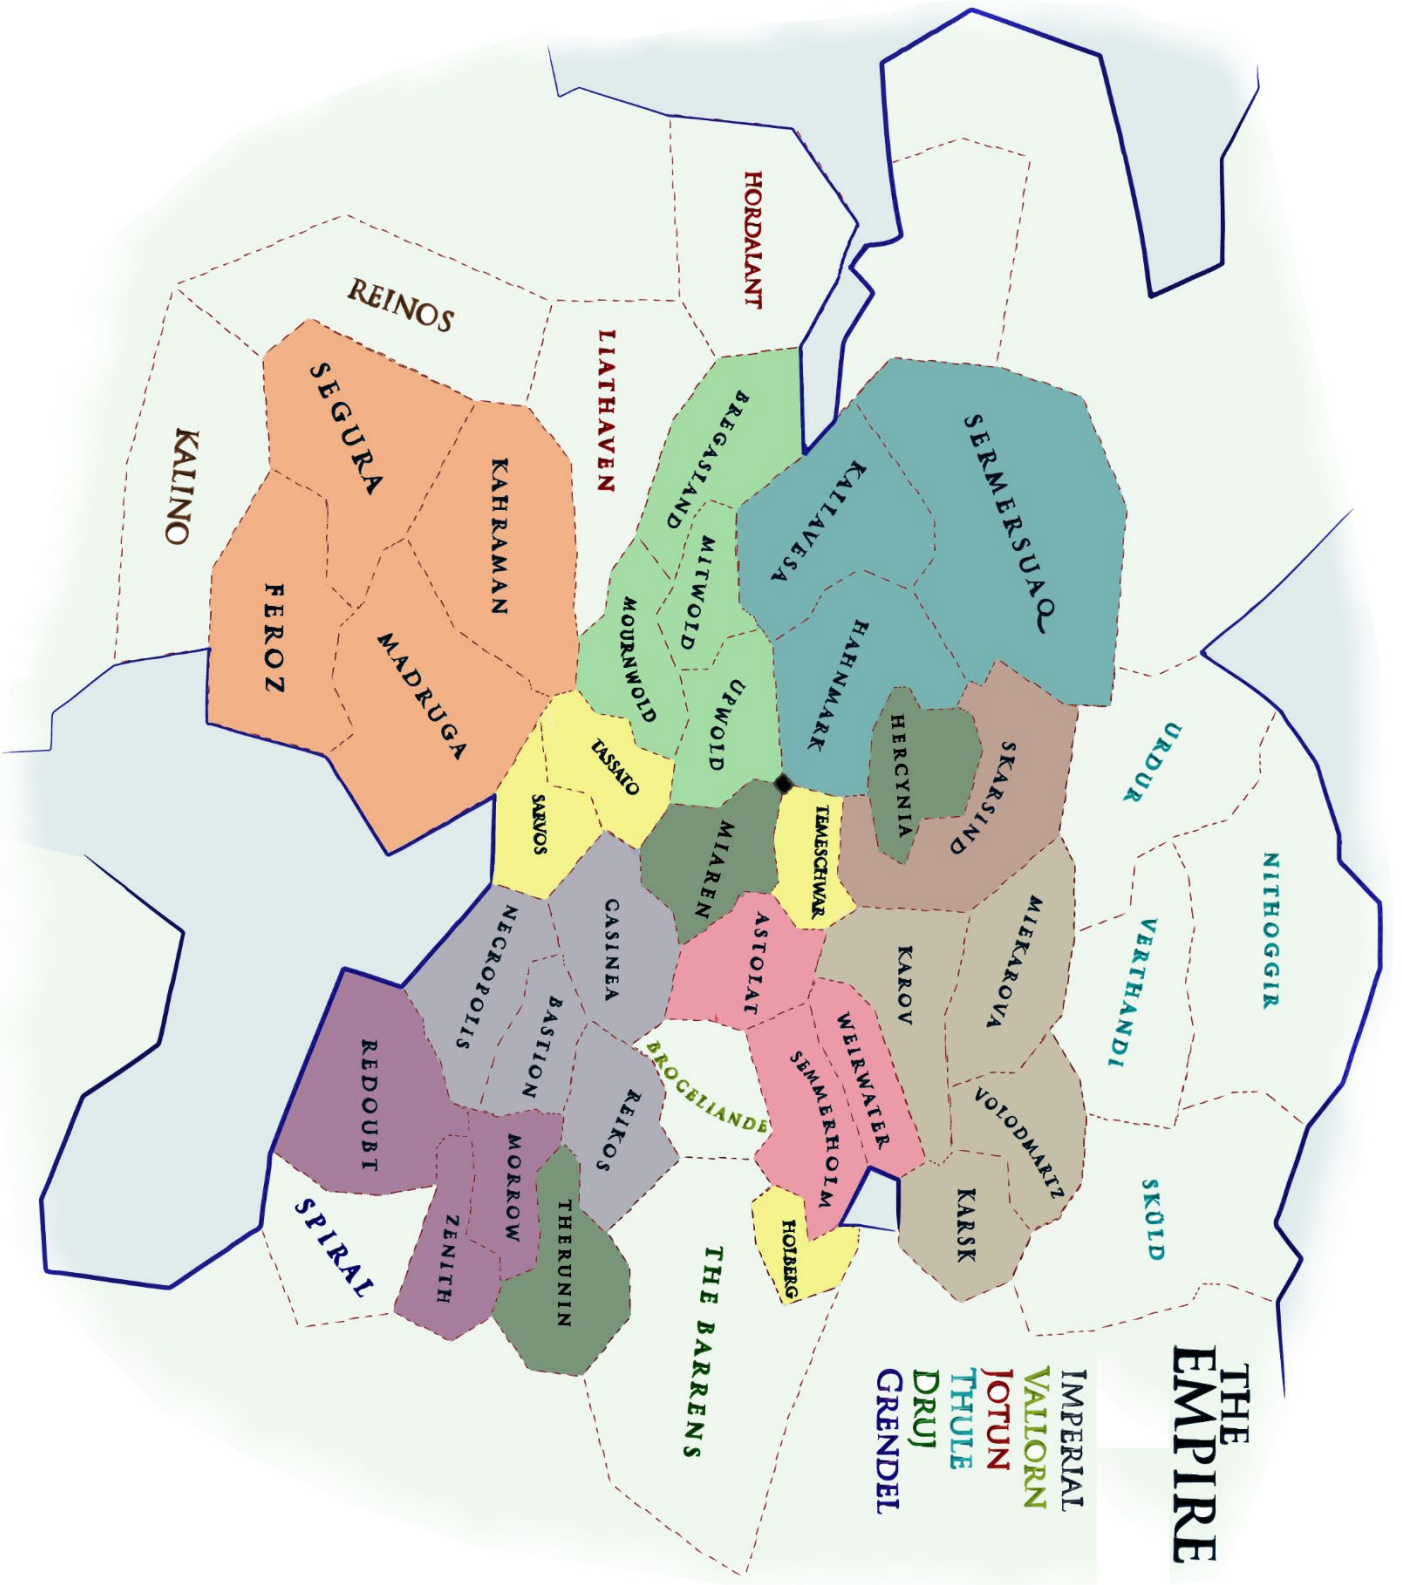 THE
EMPIRE
IMPERIAL
VALLORN
JOTUN
THULE
DRUJ
GRENDEL
NITHOGGIR
URDUR
VERTHANDI
SKÜLD
SERMERSUAQ
SKARSIND
MIEKAROVA
VOLODMARTZ
KALLAVESA
HAHNMARK
HERCYNIA
KAROV
KARSK
HORDALANT
BREGASLAND
MITWOLD
UPWOLD
MOURNWOLD
TEMESCHWAR
MIAREN
ASTOLAT
WEIRWATER
SEMMERHOLM
HOLBERG
LIATHAVEN
TASSATO
SARVOS
CASINEA
BROCELIANDE
THE BARRENS
REIKOS
KAHRAMAN
NECROPOLIS
BASTION
MORROW
THERUNIN
REINOS
SEGURA
MADRUGA
REDOUBT
ZENITH
SPIRAL
KALINO
FEROZ